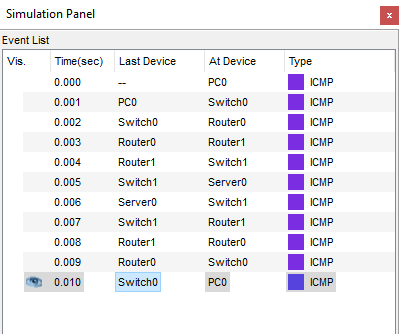 Simulation Panel
x
Event List
Vis. Time(sec) Last Device At Device Type
0.000 -- PC0 ICMP
0.001 PC0 Switch0 ICMP
0.002 Switch0 Router0 ICMP
0.003 Router0 Router1 ICMP
0.004 Router1 Switch1 ICMP
0.005 Switch1 Server0 ICMP
0.006 Server0 Switch1 ICMP
0.007 Switch1 Router1 ICMP
0.008 Router1 Router0 ICMP
0.009 Router0 Switch0 ICMP
0.010 Switch0 PC0 ICMP